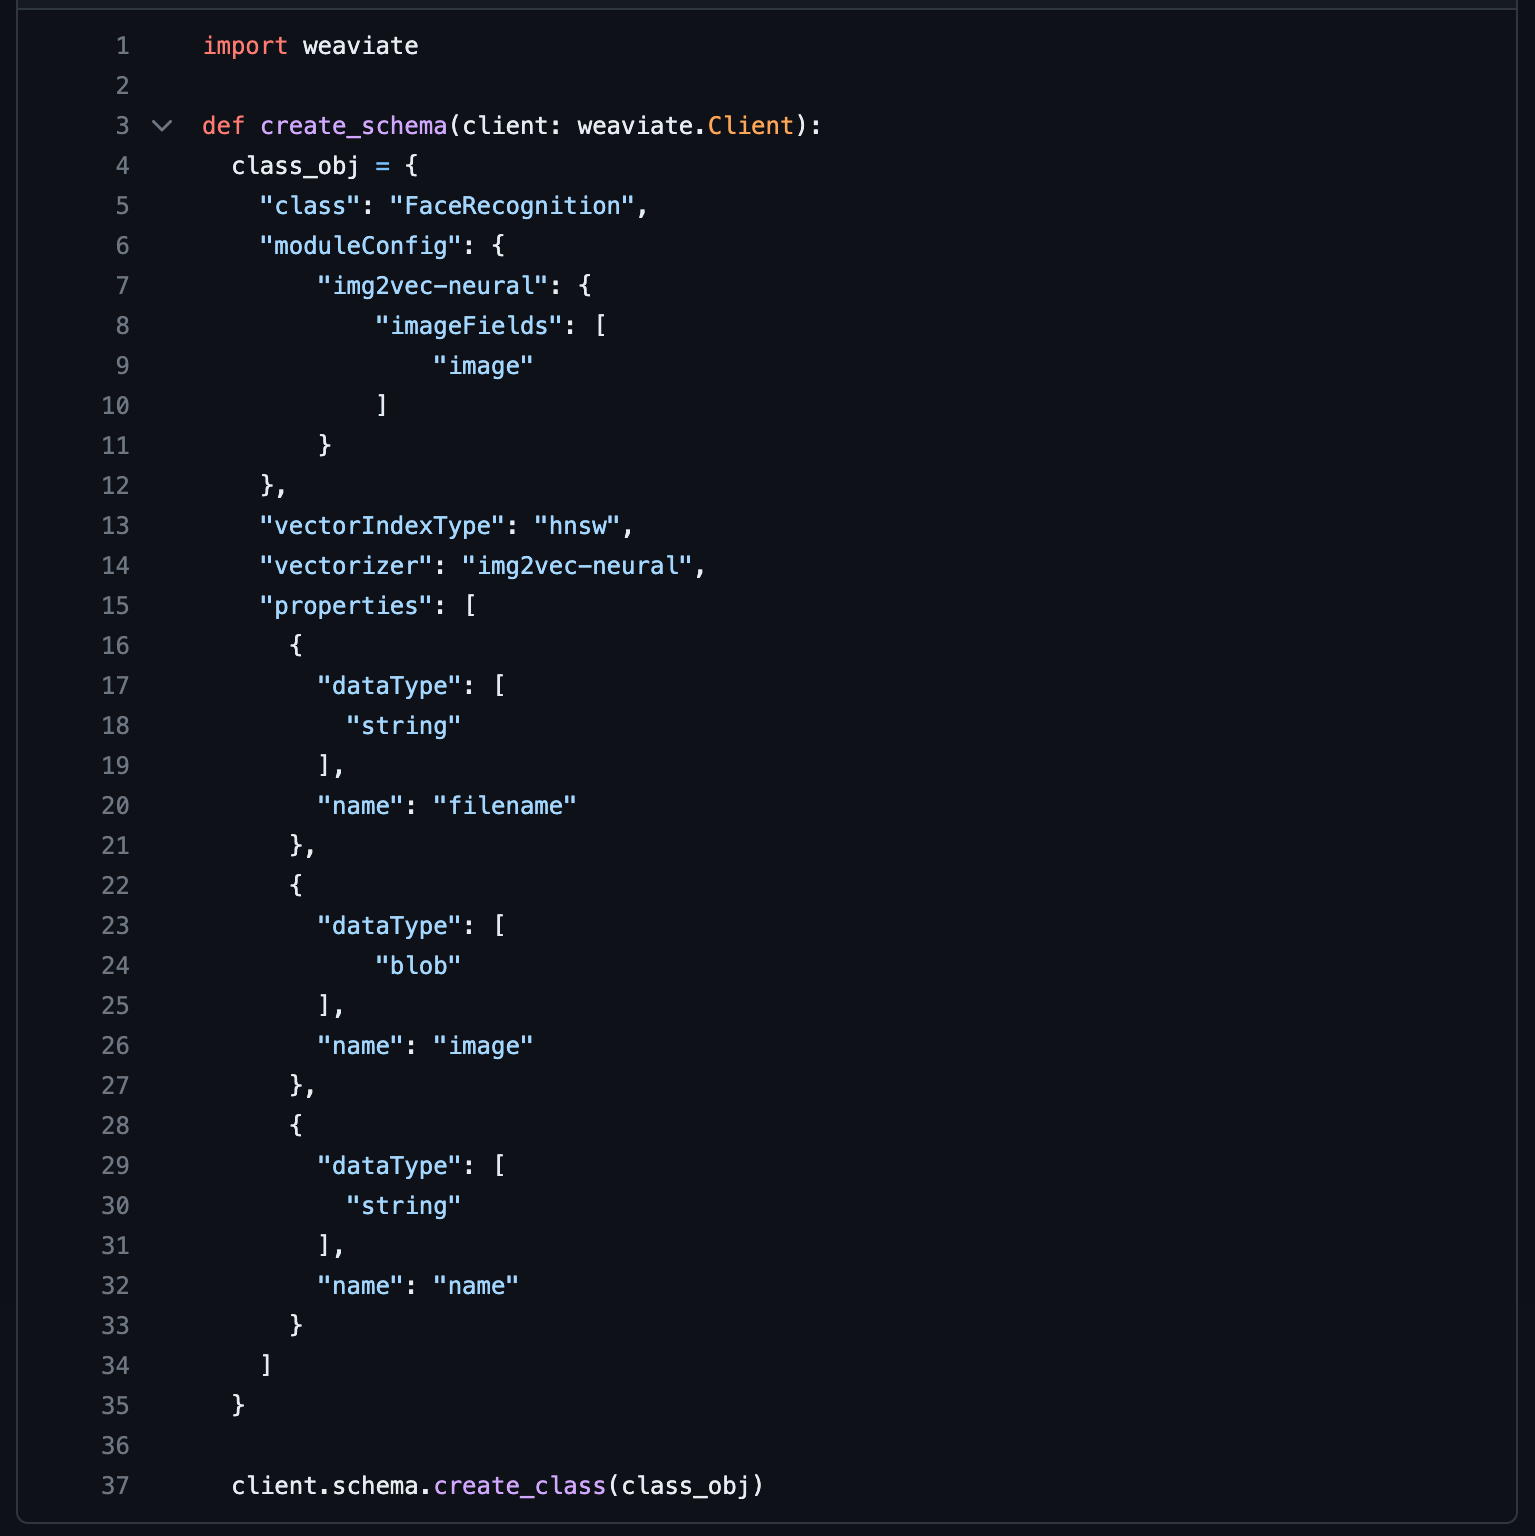 1 import weaviate
2
3 def create_schema(client: weaviate.Client):
4   class_obj = {
5     "class": "FaceRecognition",
6     "moduleConfig": {
7         "img2vec-neural": {
8             "imageFields": [
9                 "image"
10             ]
11         }
12     },
13     "vectorIndexType": "hnsw",
14     "vectorizer": "img2vec-neural",
15     "properties": [
16       {
17         "dataType": [
18           "string"
19         ],
20         "name": "filename"
21       },
22       {
23         "dataType": [
24             "blob"
25         ],
26         "name": "image"
27       },
28       {
29         "dataType": [
30           "string"
31         ],
32         "name": "name"
33       }
34     ]
35   }
36
37   client.schema.create_class(class_obj)